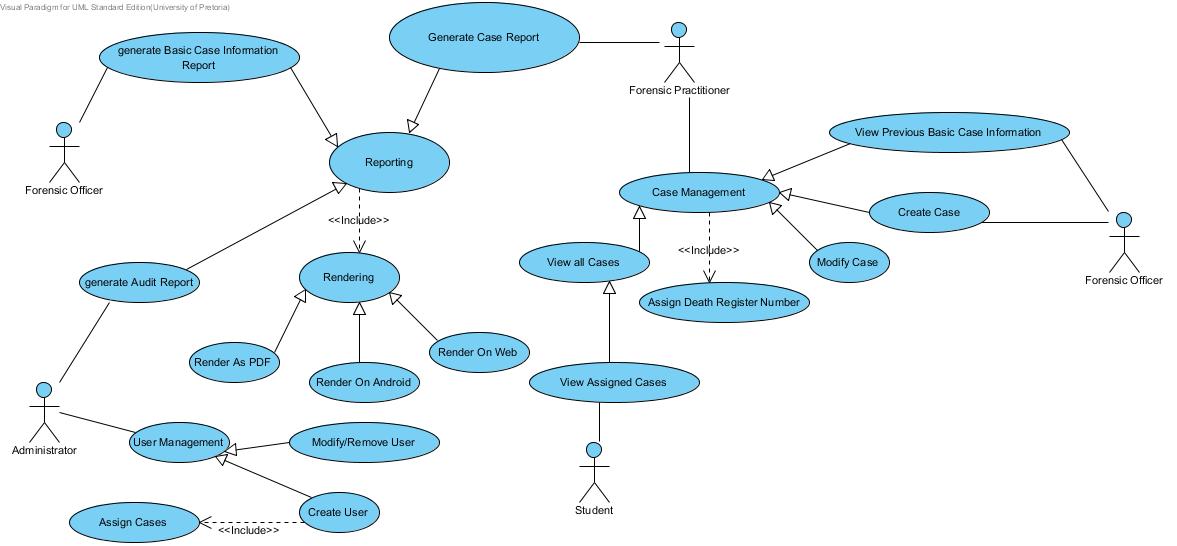 Visual Paradigm for UML Standard Edition(University of Pretoria)
generate Basic Case Information
Report
Generate Case Report
Forensic Practitioner
Forensic Officer
Reporting
View Previous Basic Case Information
Case Management
Create Case
<<Include>>
<<Include>>
View all Cases
Modify Case
Forensic Officer
generate Audit Report
Rendering
Assign Death Register Number
Render As PDF
Render On Android
Render On Web
View Assigned Cases
Administrator
User Management
Modify/Remove User
Student
Create User
Assign Cases
<<Include>>